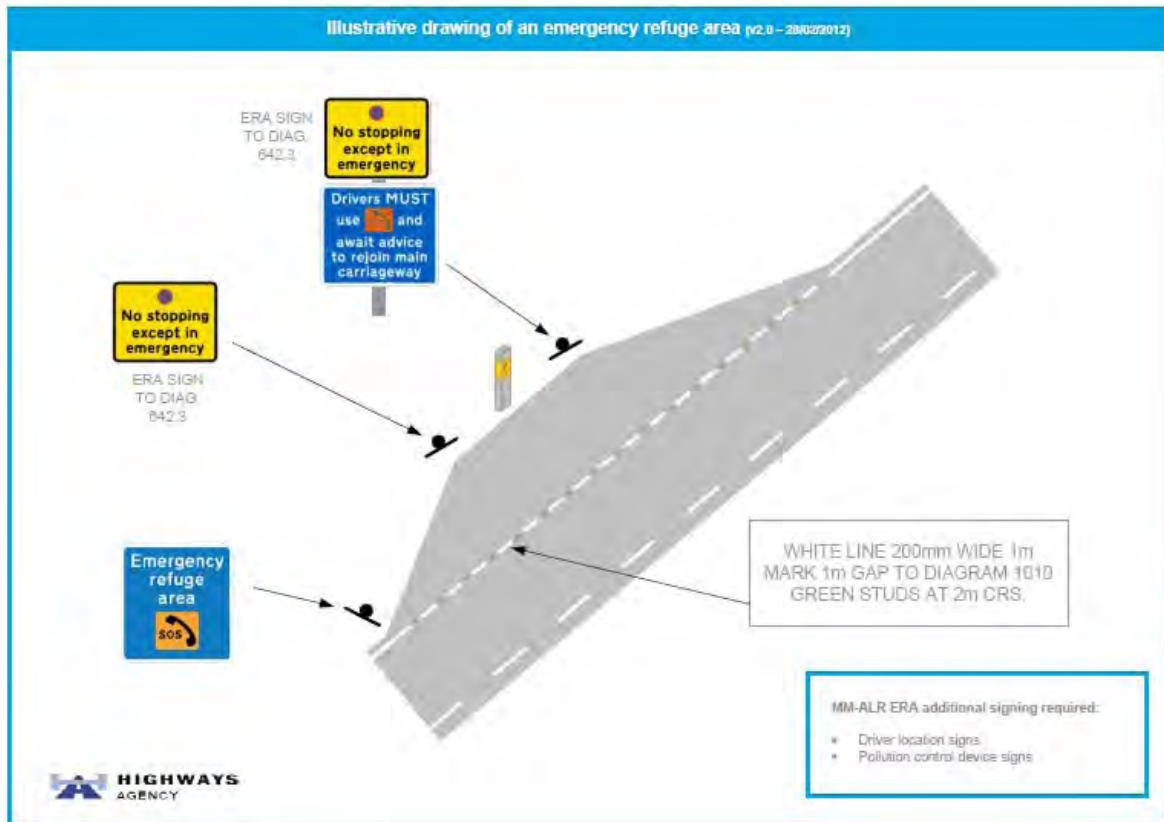 Illustrative drawing of an emergency refuge area (v2.0 – 28/02/2012)
ERA SIGN
TO DIAG.
642.3
No stopping
except in
emergency
Drivers MUST
use and
await advice
to rejoin main
carriageway
No stopping
except in
emergency
ERA SIGN
TO DIAG.
642.3
Emergency
refuge
area
SOS
WHITE LINE 200mm WIDE 1m
MARK 1m GAP TO DIAGRAM 1010
GREEN STUDS AT 2m CRS.
MM-ALR ERA additional signing required:
• Driver location signs
• Pollution control device signs
HIGHWAYS
AGENCY